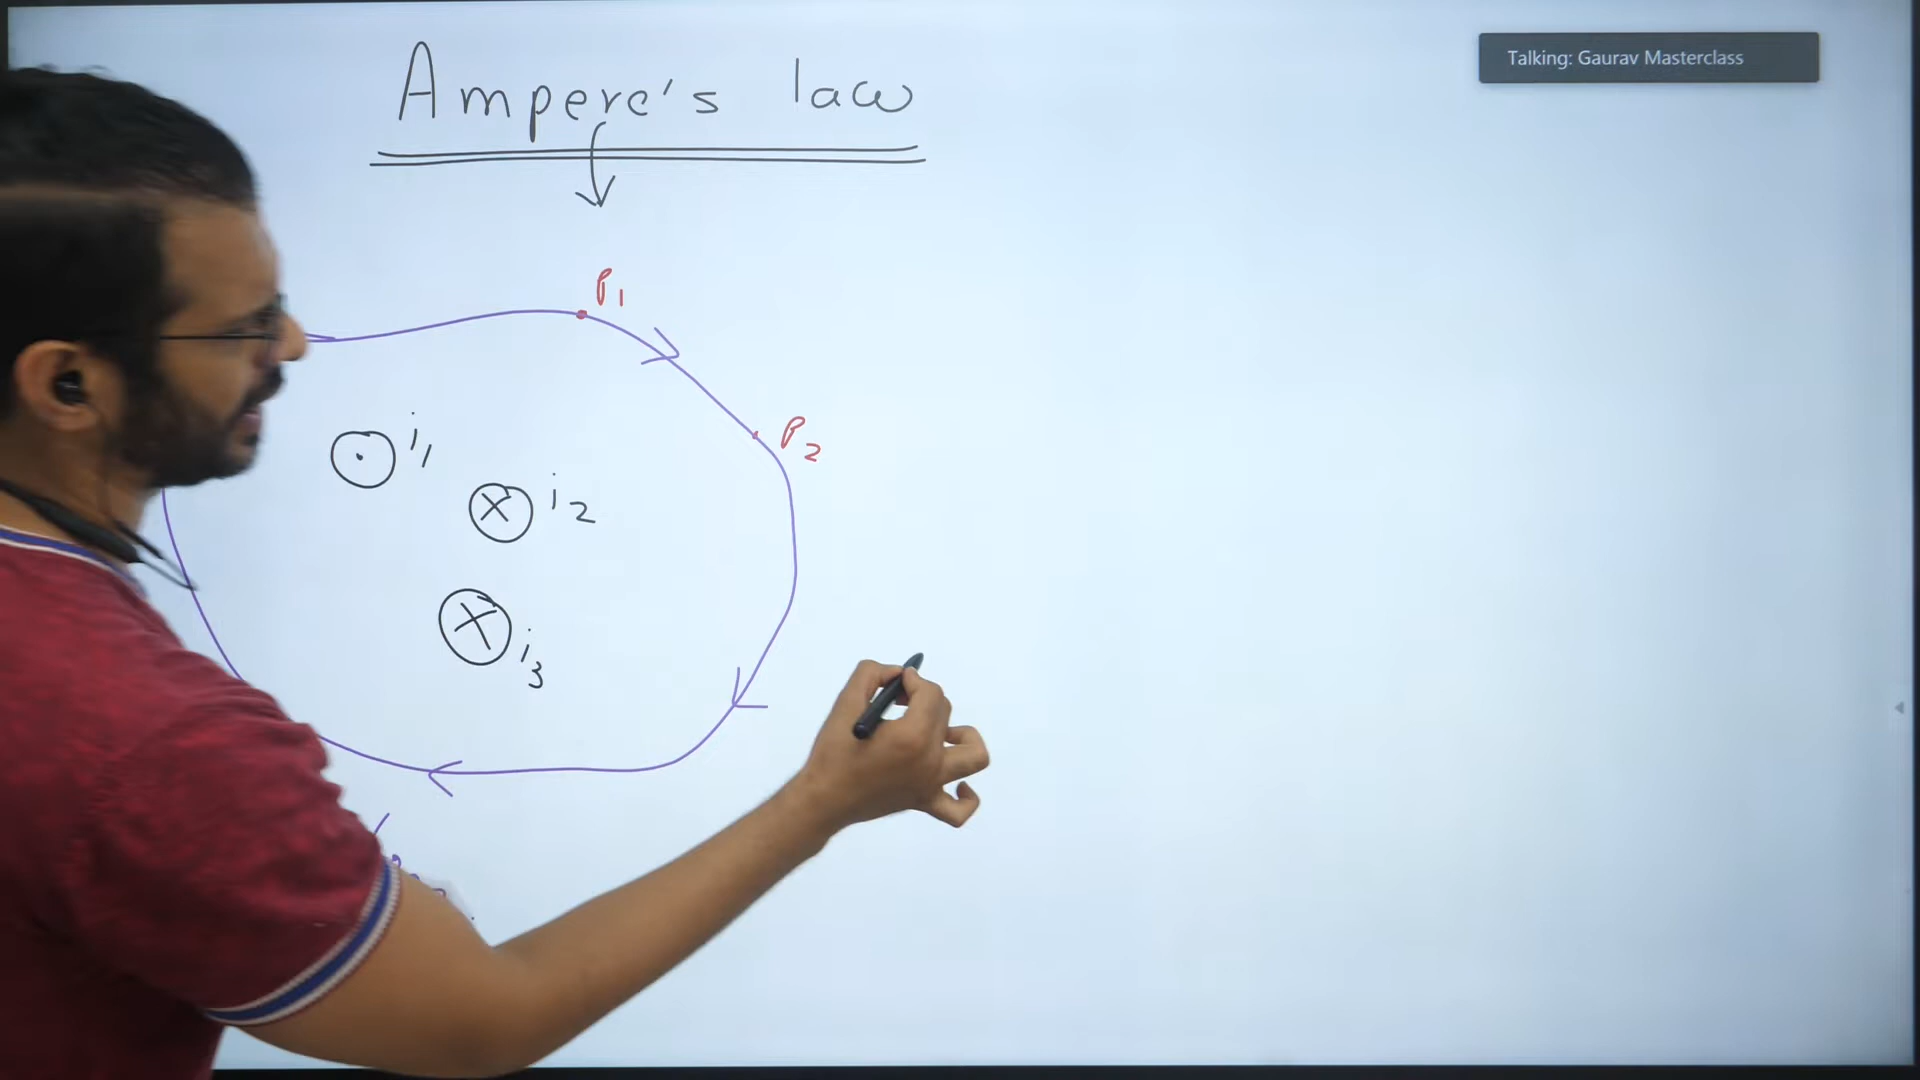 Ampere's law
Talking: Gaurav Masterclass
P1
P2
i1
i2
i3